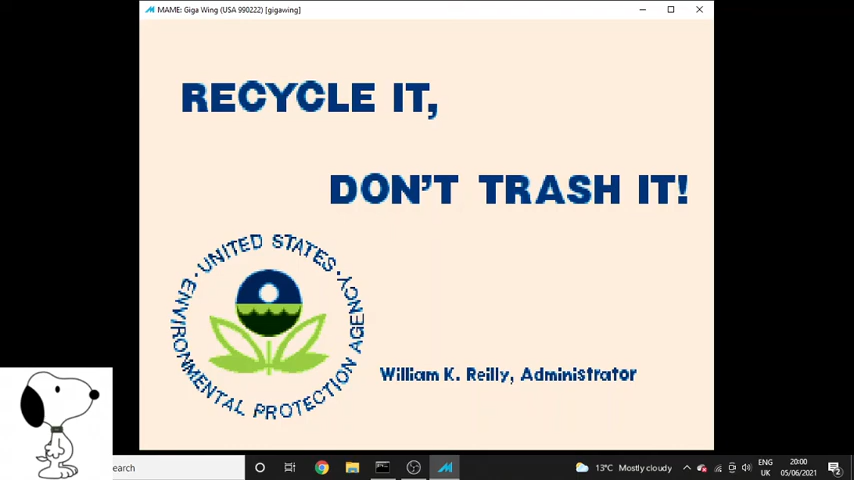 MAME: Giga Wing (USA 990222) [gigawing]
RECYCLE IT,
DON'T TRASH IT!
UNITED STATES
ENVIRONMENTAL PROTECTION AGENCY
William K. Reilly, Administrator
earch
13°C Mostly cloudy
ENG
UK
20:00
05/06/2021
2